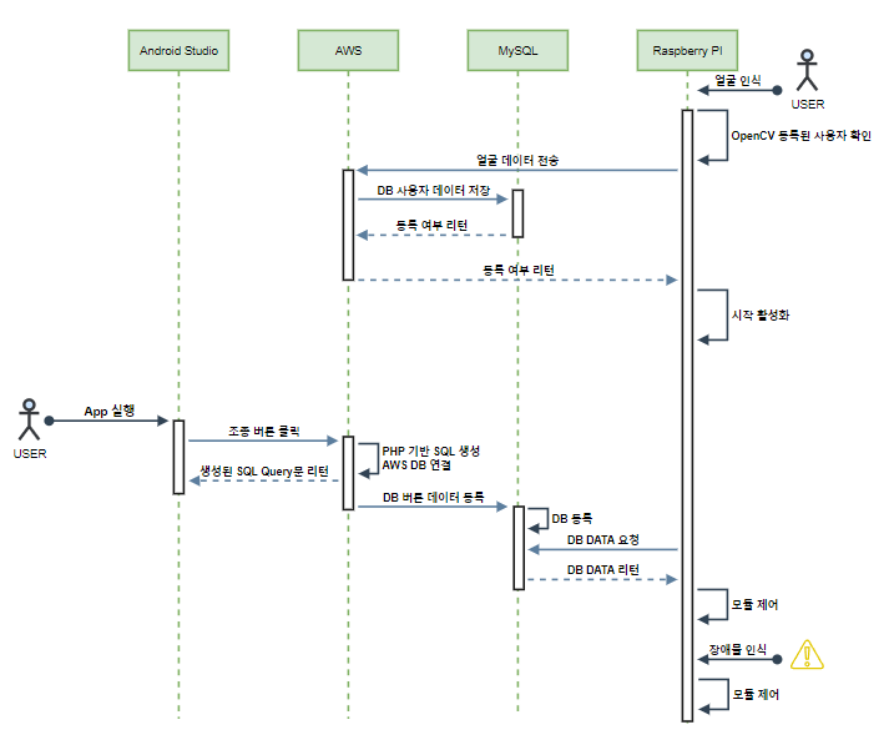 Android Studio
AWS
MySQL
Raspberry PI
얼굴 인식
USER
OpenCV 등록된 사용자 확인
얼굴 데이터 전송
DB 사용자 데이터 저장
등록 여부 리턴
등록 여부 리턴
시작 활성화
App 실행
USER
조종 버튼 클릭
PHP 기반 SQL 생성
AWS DB 연결
생성된 SQL Query문 리턴
DB 버튼 데이터 등록
DB 등록
DB DATA 요청
DB DATA 리턴
모듈 제어
장애물 인식
모듈 제어